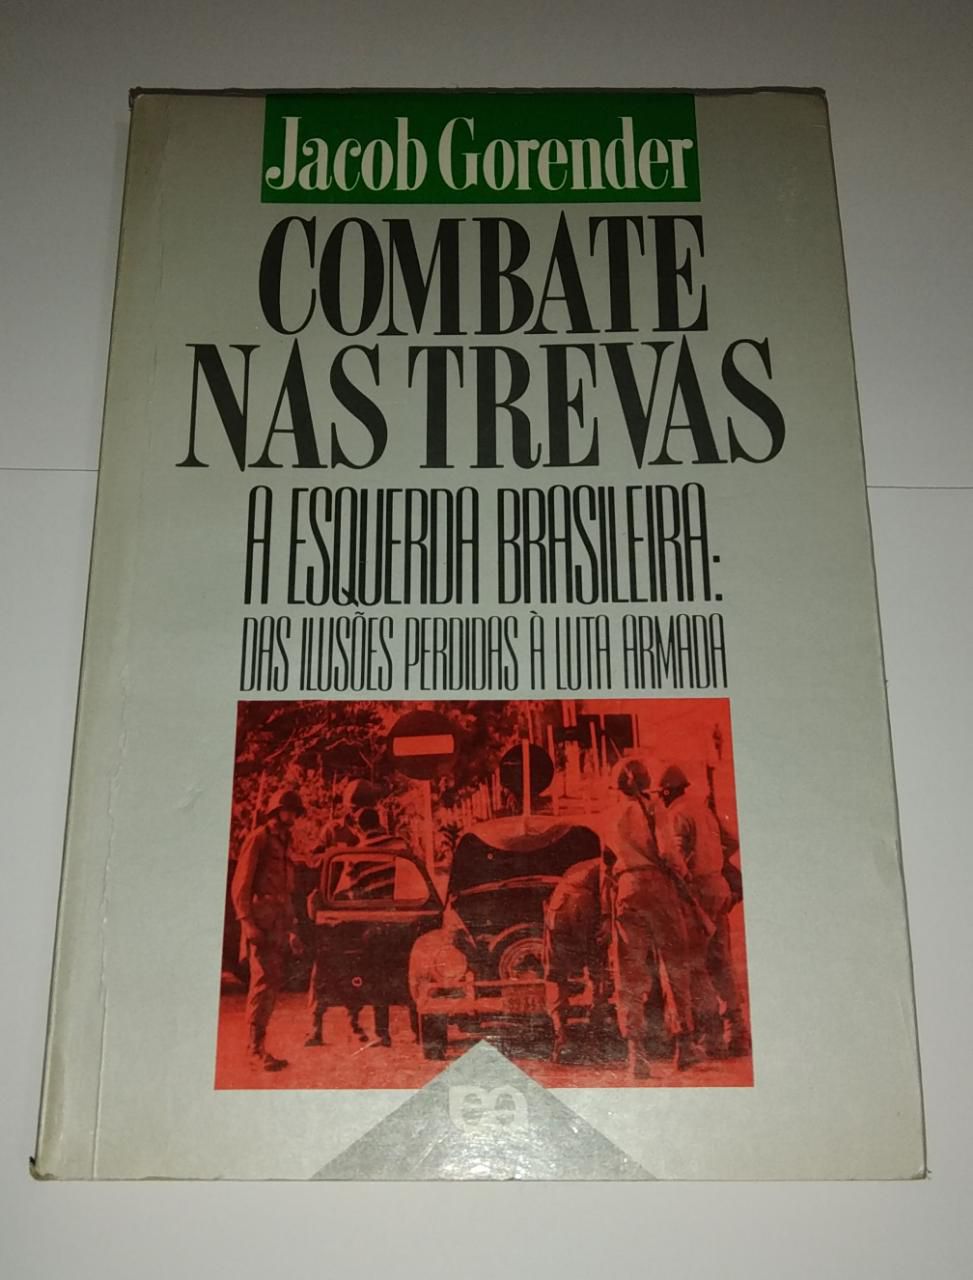 Jacob Gorender
COMBATE
NAS TREVAS
A ESQUERDA BRASILEIRA:
DAS ILUSÕES PERDIDAS À LUTA ARMADA